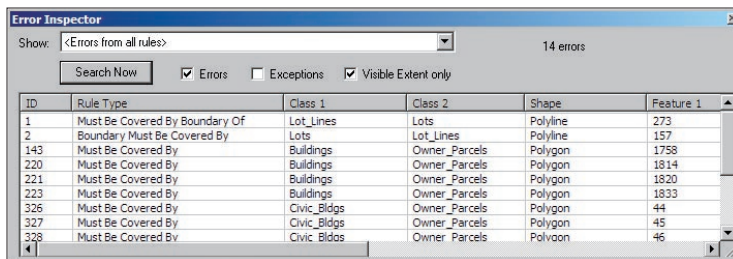 Error Inspector
Show: <Errors from all rules> 14 errors
Search Now Errors Exceptions Visible Extent only
ID Rule Type Class 1 Class 2 Shape Feature 1
1 Must Be Covered By Boundary Of Lot_Lines Lots Polyline 273
2 Boundary Must Be Covered By Lots Lot_Lines Polyline 157
143 Must Be Covered By Buildings Owner_Parcels Polygon 1758
220 Must Be Covered By Buildings Owner_Parcels Polygon 1814
221 Must Be Covered By Buildings Owner_Parcels Polygon 1820
223 Must Be Covered By Buildings Owner_Parcels Polygon 1833
326 Must Be Covered By Civic_Bldgs Owner_Parcels Polygon 44
327 Must Be Covered By Civic_Bldgs Owner_Parcels Polygon 45
328 Must Be Covered By Civic_Bldgs Owner_Parcels Polygon 46